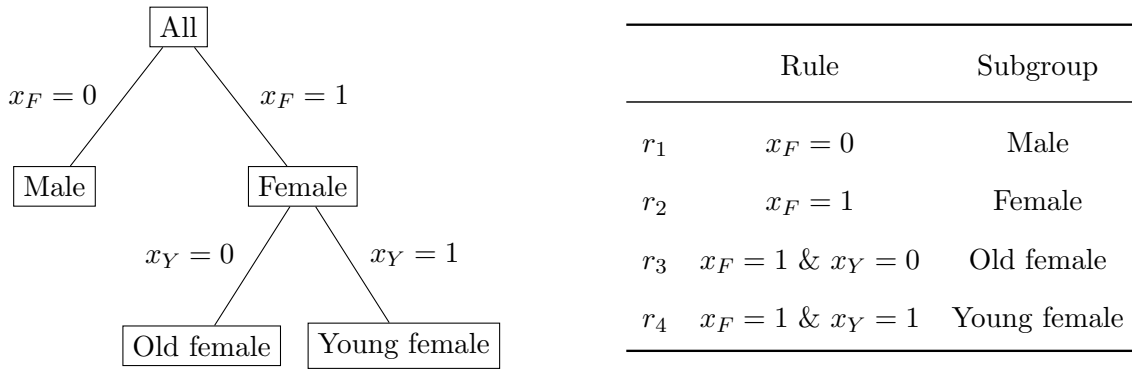 All
x_F = 0
x_F = 1
Male
Female
x_Y = 0
x_Y = 1
Old female
Young female
Rule Subgroup
r_1 x_F = 0 Male
r_2 x_F = 1 Female
r_3 x_F = 1 & x_Y = 0 Old female
r_4 x_F = 1 & x_Y = 1 Young female